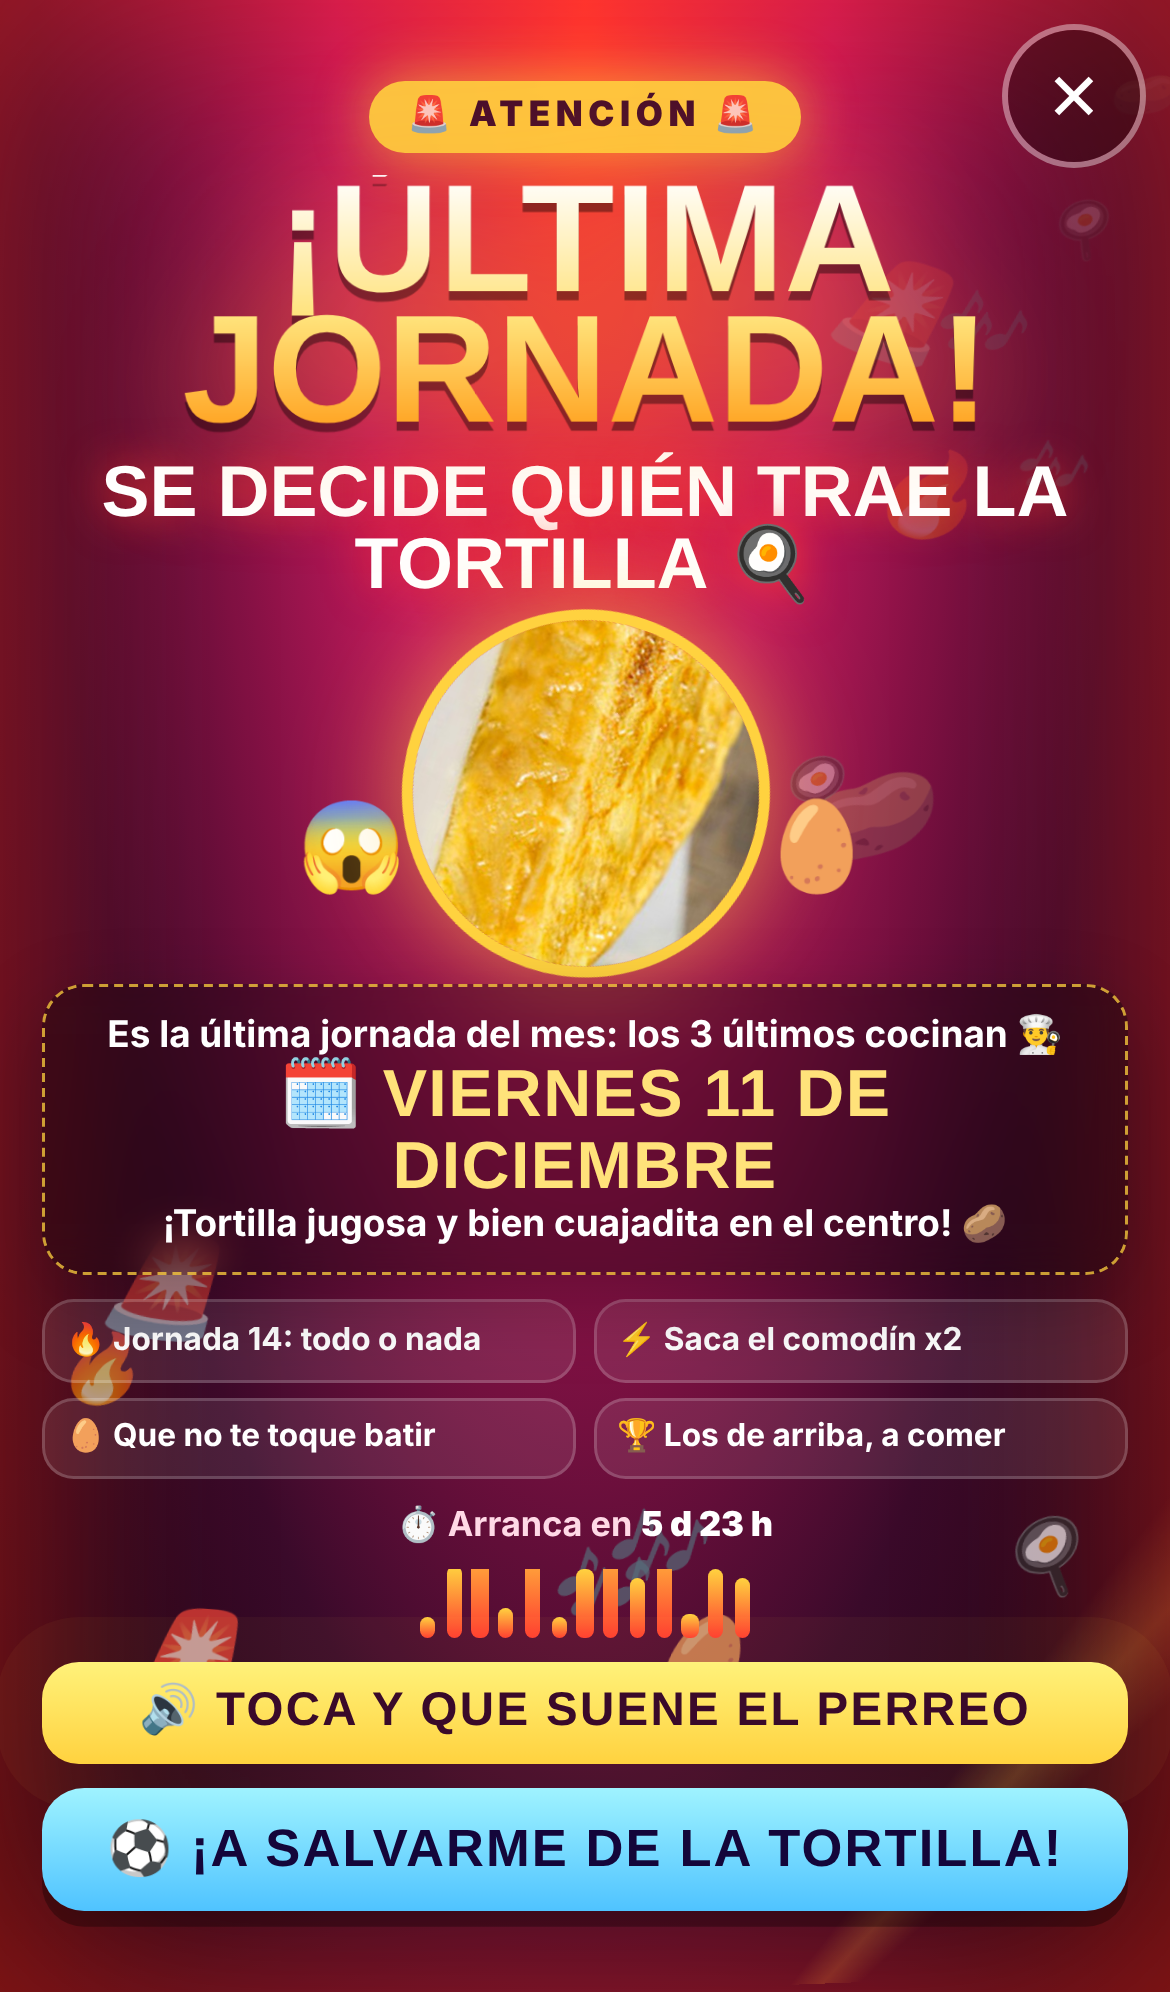 🚨 ATENCIÓN 🚨
¡ÚLTIMA
JORNADA!
SE DECIDE QUIÉN TRAE LA
TORTILLA 🍳
Es la última jornada del mes: los 3 últimos cocinan 🧑‍🍳
🗓️ VIERNES 11 DE
DICIEMBRE
¡Tortilla jugosa y bien cuajadita en el centro! 🥔
🔥 Jornada 14: todo o nada
⚡ Saca el comodín x2
🥚 Que no te toque batir
🏆 Los de arriba, a comer
⏱️ Arranca en 5 d 23 h
🔊 TOCA Y QUE SUENE EL PERREO
⚽ ¡A SALVARME DE LA TORTILLA!